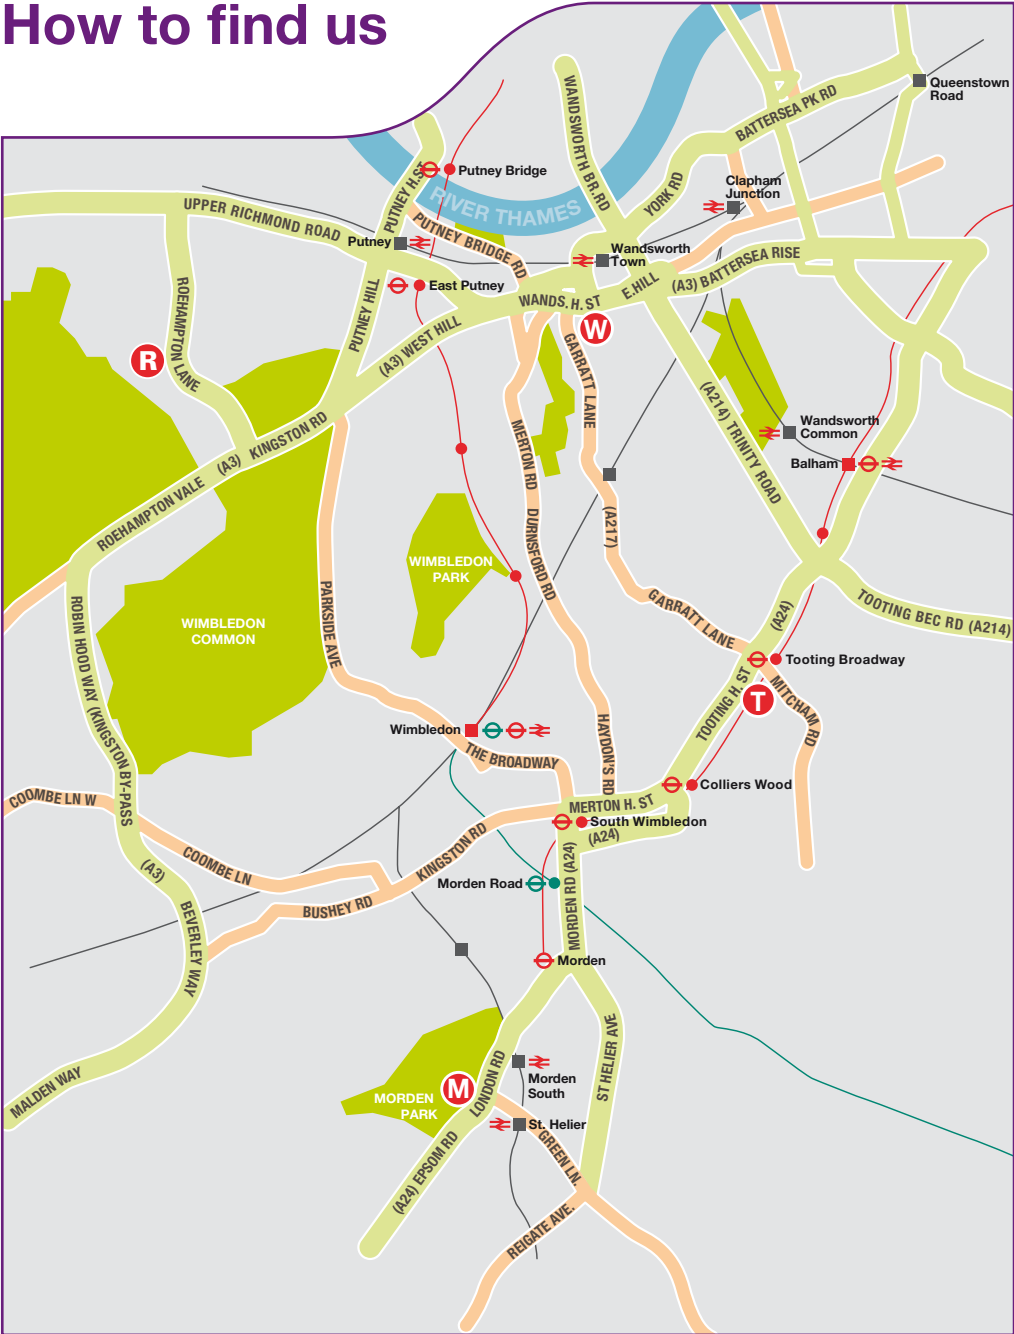 How to find us
WANDSWORTH BR.RD
BATTERSEA PK RD
Queenstown
Road
PUTNEY H.ST
Putney Bridge
RIVER THAMES
YORK RD
Clapham
Junction
UPPER RICHMOND ROAD
Putney
PUTNEY BRIDGE RD
Wandsworth
Town
East Putney
WANDS. H. ST
E.HILL
(A3) BATTERSEA RISE
ROEHAMPTON LANE
PUTNEY HILL
(A3) WEST HILL
W
R
GARRATT LANE
(A214) TRINITY ROAD
Wandsworth
Common
Balham
(A3) KINGSTON RD
ROEHAMPTON VALE
MERTON RD
DURNSFORD RD
(A217)
WIMBLEDON
PARK
WIMBLEDON
COMMON
PARKSIDE AVE
GARRATT LANE
(A24)
TOOTING BEC RD (A214)
ROBIN HOOD WAY (KINGSTON BY-PASS
Tooting Broadway
TOOTING H. ST
T
MITCHAM RD
Wimbledon
THE BROADWAY
HAYDON'S RD
Colliers Wood
COOMBE LN W
MERTON H. ST
South Wimbledon
(A24)
COOMBE LN
KINGSTON RD
(A3)
BEVERLEY WAY
Morden Road
MORDEN RD (A24)
BUSHEY RD
Morden
MALDEN WAY
ST HELIER AVE
LONDON RD
Morden
South
M
MORDEN
PARK
St. Helier
GREEN LN.
(A24) EPSOM RD
REIGATE AVE.